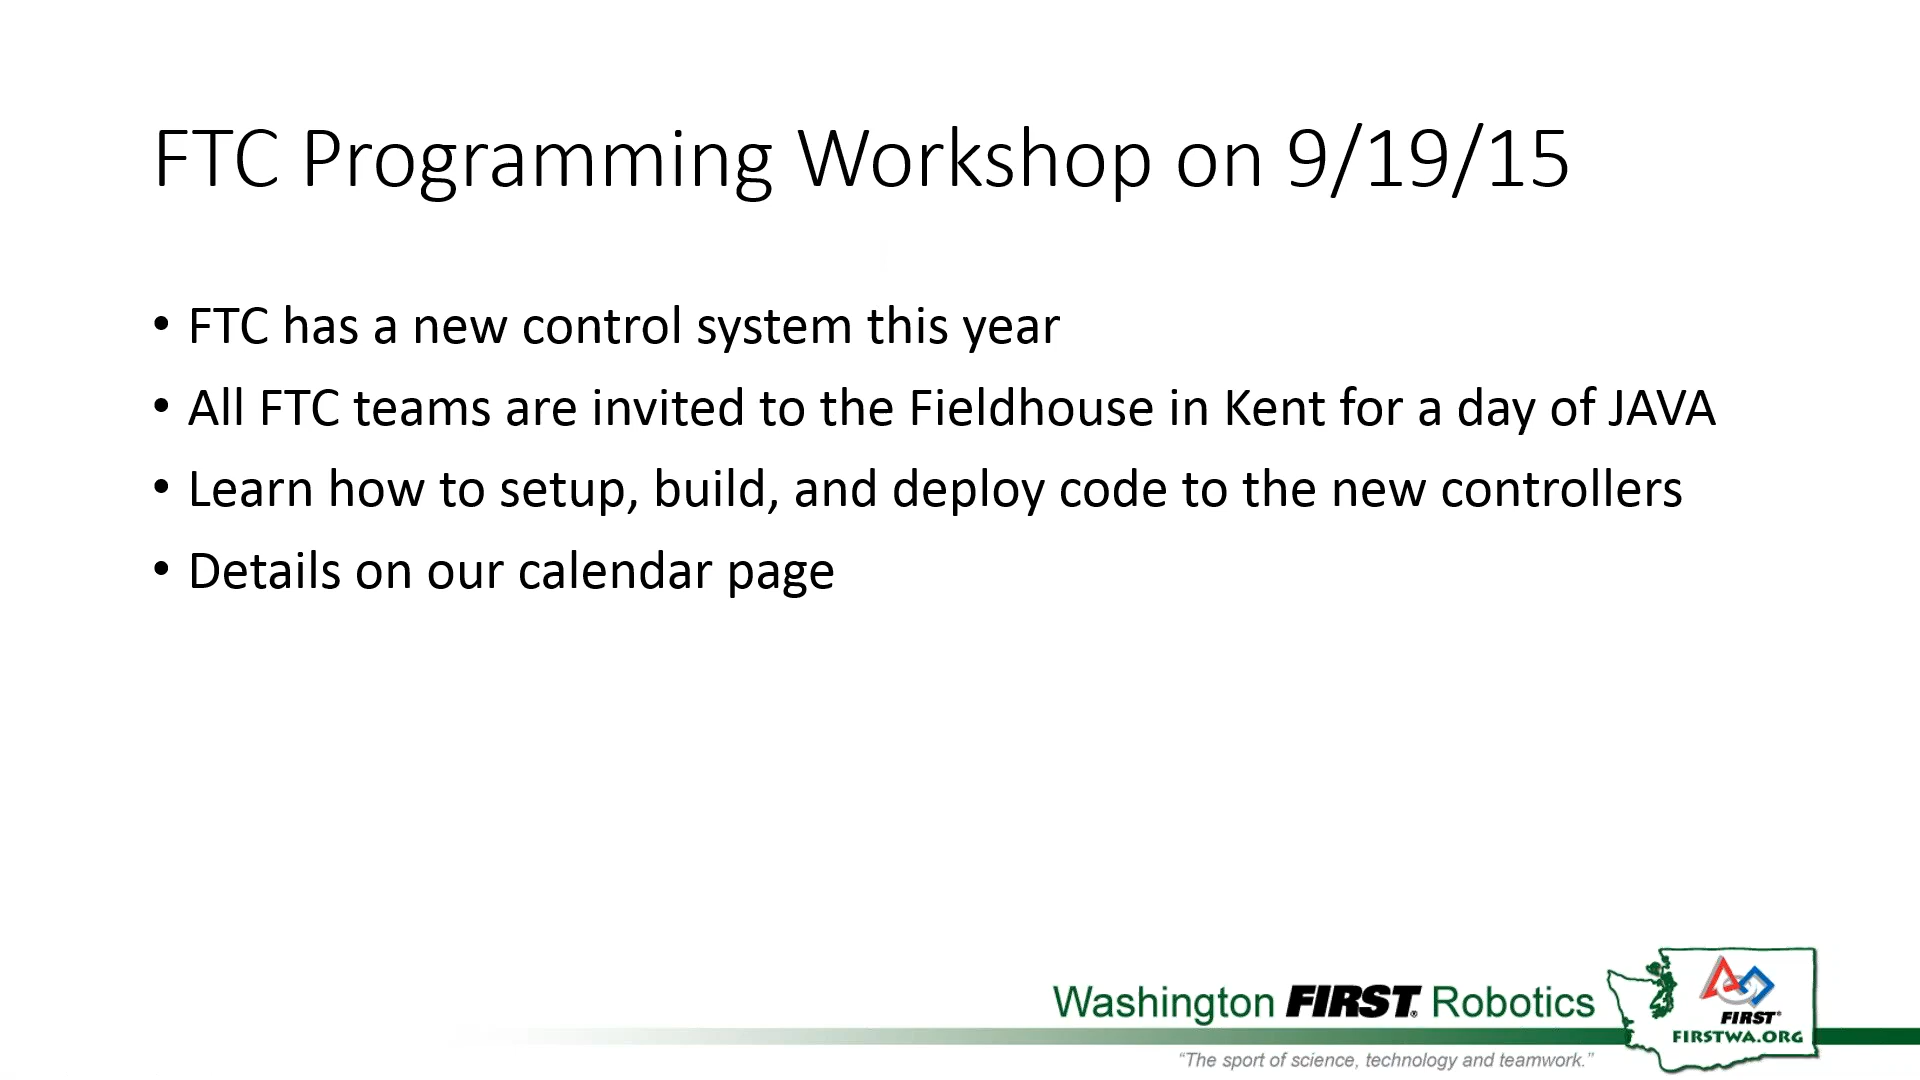 FTC Programming Workshop on 9/19/15
• FTC has a new control system this year
• All FTC teams are invited to the Fieldhouse in Kent for a day of JAVA
• Learn how to setup, build, and deploy code to the new controllers
• Details on our calendar page
Washington FIRST® Robotics
FIRST®
FIRSTWA.ORG
“The sport of science, technology and teamwork.”